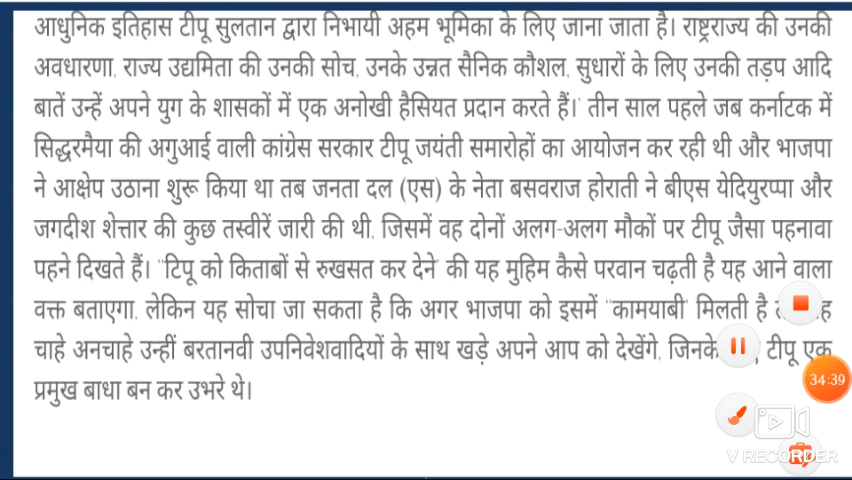 आधुनिक इतिहास टीपू सुलतान द्वारा निभायी अहम भूमिका के लिए जाना जाता है। राष्ट्रराज्य की उनकी
अवधारणा, राज्य उद्यमिता की उनकी सोच, उनके उन्नत सैनिक कौशल, सुधारों के लिए उनकी तड़प आदि
बातें उन्हें अपने युग के शासकों में एक अनोखी हैसियत प्रदान करते हैं।' तीन साल पहले जब कर्नाटक में
सिद्धरमैया की अगुआई वाली कांग्रेस सरकार टीपू जयंती समारोहों का आयोजन कर रही थी और भाजपा
ने आक्षेप उठाना शुरू किया था तब जनता दल (एस) के नेता बसवराज होराती ने बीएस येदियुरप्पा और
जगदीश शेत्तार की कुछ तस्वीरें जारी की थी, जिसमें वह दोनों अलग-अलग मौकों पर टीपू जैसा पहनावा
पहने दिखते हैं। ''टिपू को किताबों से रुखसत कर देने' की यह मुहिम कैसे परवान चढ़ती है यह आने वाला
वक्त बताएगा, लेकिन यह सोचा जा सकता है कि अगर भाजपा को इसमें ''कामयाबी' मिलती है
चाहे अनचाहे उन्हीं बरतानवी उपनिवेशवादियों के साथ खड़े अपने आप को देखेंगे, जिनके टीपू एक
प्रमुख बाधा बन कर उभरे थे।
34:39
V RECORDER